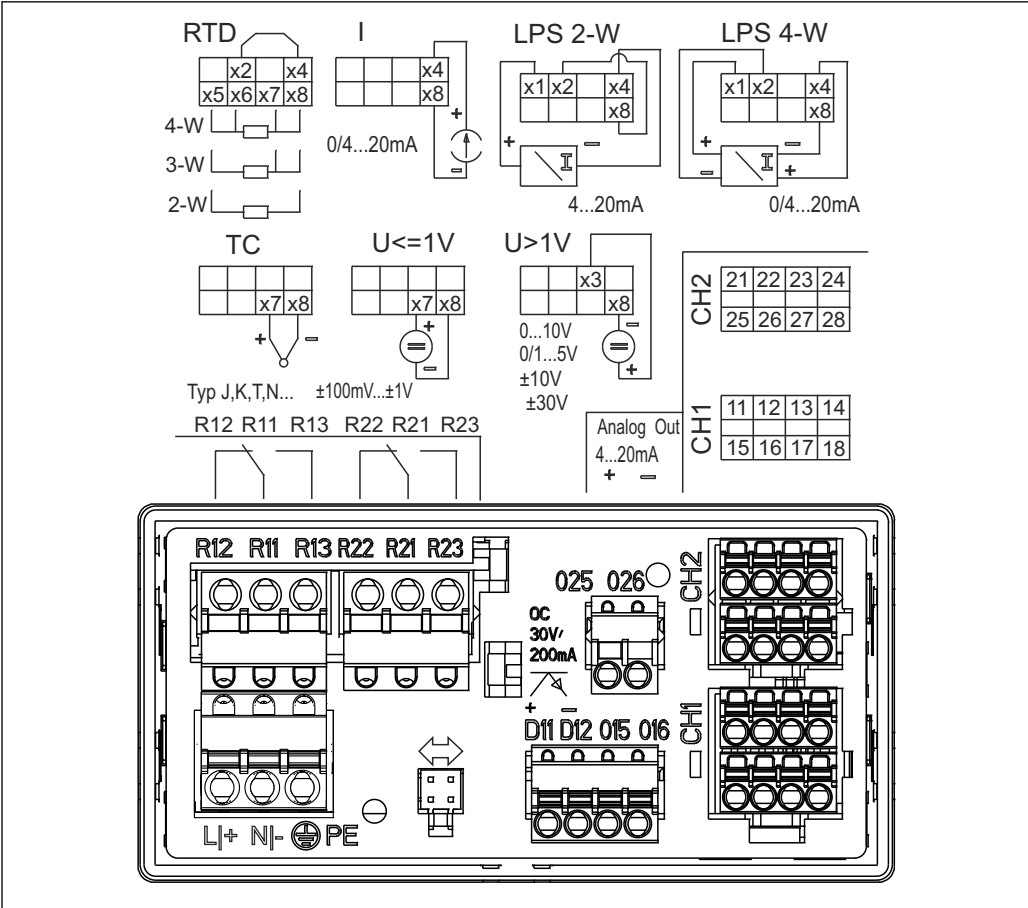 RTD I LPS 2-W LPS 4-W
x2 x4
x5 x6 x7 x8
x4
x8
x1 x2 x4
x8
x1 x2 x4
x8
4-W
3-W
2-W
0/4...20mA
+
-
+ -
I
4...20mA
+ -
- +
I
0/4...20mA
TC U<=1V U>1V
x7 x8
x7 x8
x3
x8
+ -
+
=
-
-
=
+
Typ J,K,T,N...
±100mV...±1V
0...10V
0/1...5V
±10V
±30V
CH2
21 22 23 24
25 26 27 28
CH1
11 12 13 14
15 16 17 18
R12 R11 R13 R22 R21 R23
Analog Out
4...20mA
+ -
R12 R11 R13 R22 R21 R23
O25 O26
CH2
OC
30V/
200mA
+ -
D11 D12 O15 O16
CH1
L|+ N|- PE